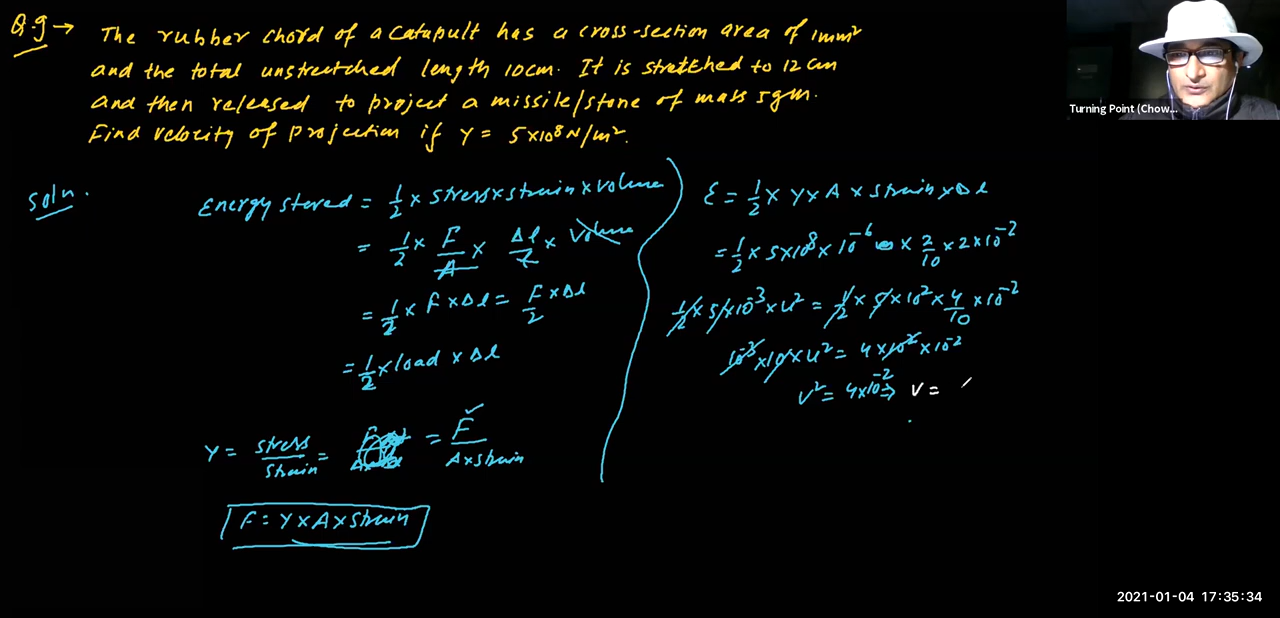 Q.9→ The rubber chord of a catapult has a cross-section area of 1mm²
and the total unstretched length 10cm. It is stretched to 12 cm
and then released to project a missile/stone of mass 5gm.
Find velocity of projection if Y = 5×10⁸ N/m².
Turning Point (Chow...
Soln.
Energy stored = 1/2 × stress×strain×volume
= 1/2 × F/A × Δl/l × Volume
= 1/2 × F × Δl = F/2 × Δl
= 1/2 × load × Δl
Y = stress/strain = = F/(A×strain)
F = Y×A×strain
E = 1/2 × Y×A × strain × Δl
= 1/2 × 5×10⁸ × 10⁻⁶ × 2/10 × 2×10⁻²
1/2 × 5×10⁻³ × u² = 1/2 × 5×10² × 4/10 × 10⁻²
10⁻³ × 10 × u² = 4×10² × 10⁻²
v² = 4×10⁻² ⇒ v =
2021-01-04 17:35:34